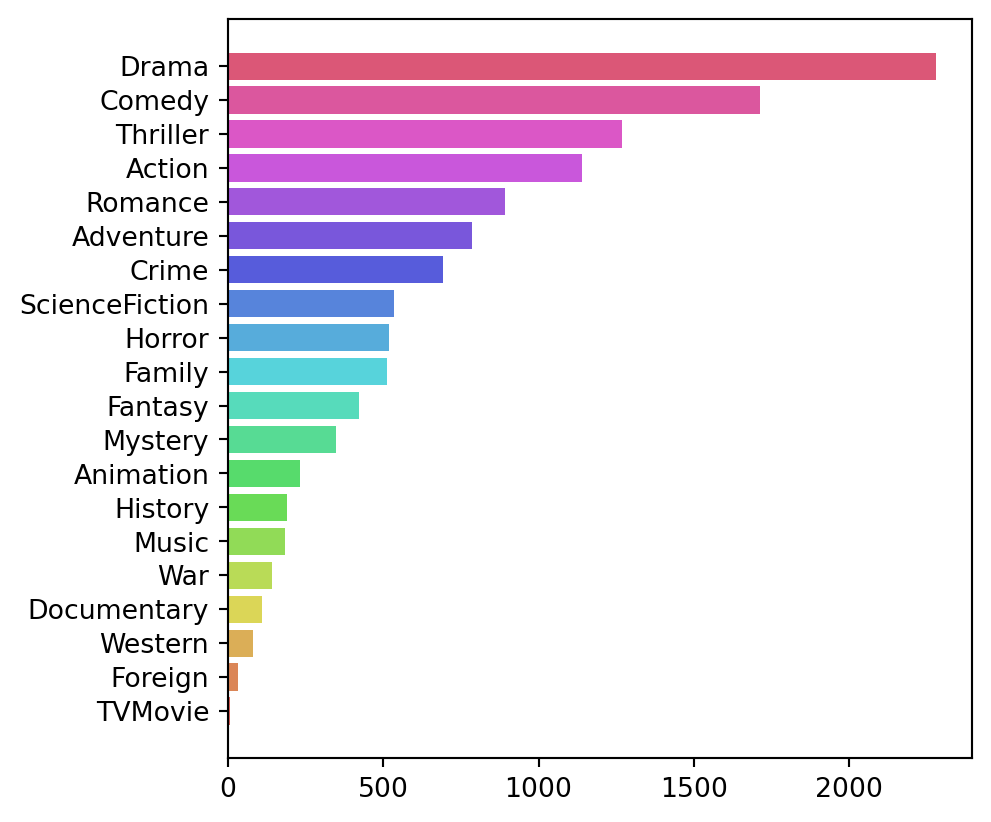 Drama
Comedy
Thriller
Action
Romance
Adventure
Crime
ScienceFiction
Horror
Family
Fantasy
Mystery
Animation
History
Music
War
Documentary
Western
Foreign
TVMovie
0 500 1000 1500 2000